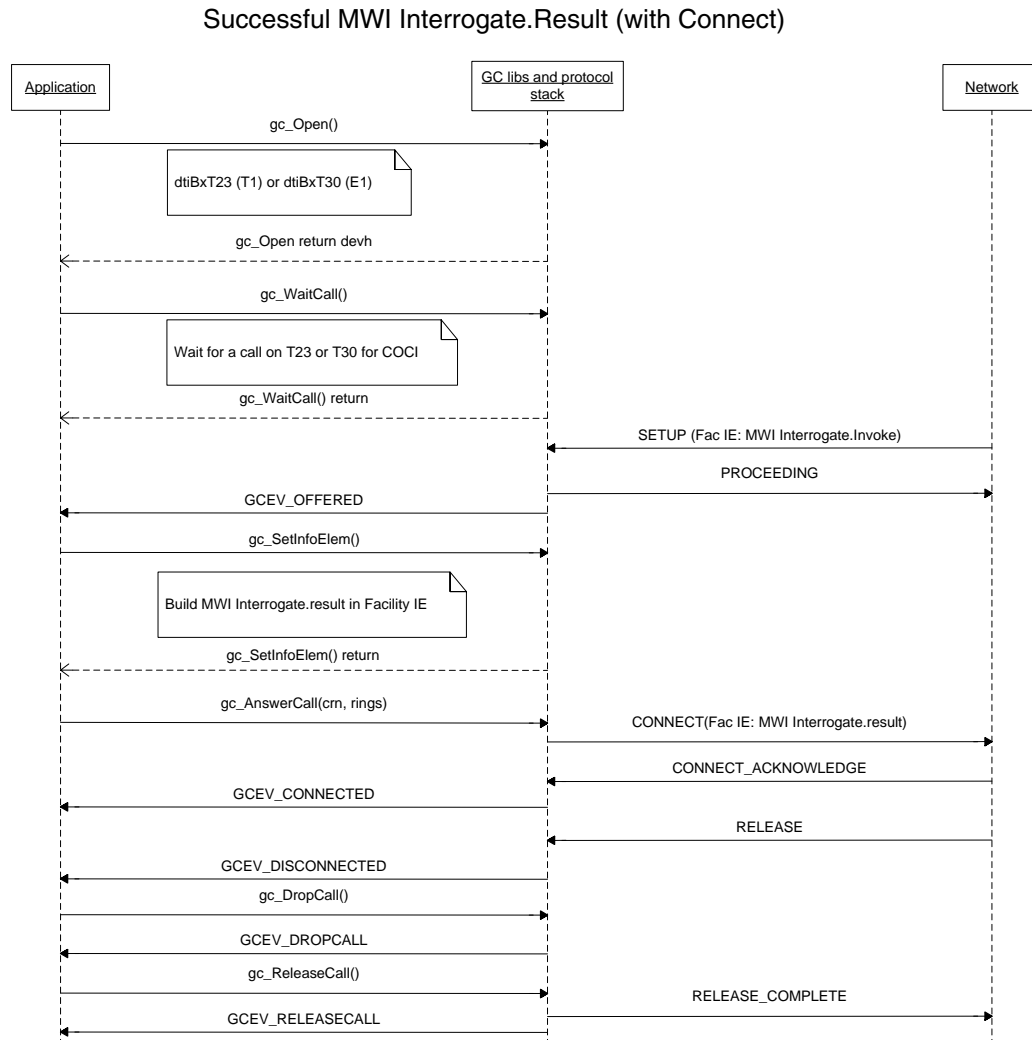 Successful MWI Interrogate.Result (with Connect)
Application
GC libs and protocol
stack
Network
gc_Open()
dtiBxT23 (T1) or dtiBxT30 (E1)
gc_Open return devh
gc_WaitCall()
Wait for a call on T23 or T30 for COCI
gc_WaitCall() return
SETUP (Fac IE: MWI Interrogate.Invoke)
PROCEEDING
GCEV_OFFERED
gc_SetInfoElem()
Build MWI Interrogate.result in Facility IE
gc_SetInfoElem() return
gc_AnswerCall(crn, rings)
CONNECT(Fac IE: MWI Interrogate.result)
CONNECT_ACKNOWLEDGE
GCEV_CONNECTED
RELEASE
GCEV_DISCONNECTED
gc_DropCall()
GCEV_DROPCALL
gc_ReleaseCall()
RELEASE_COMPLETE
GCEV_RELEASECALL